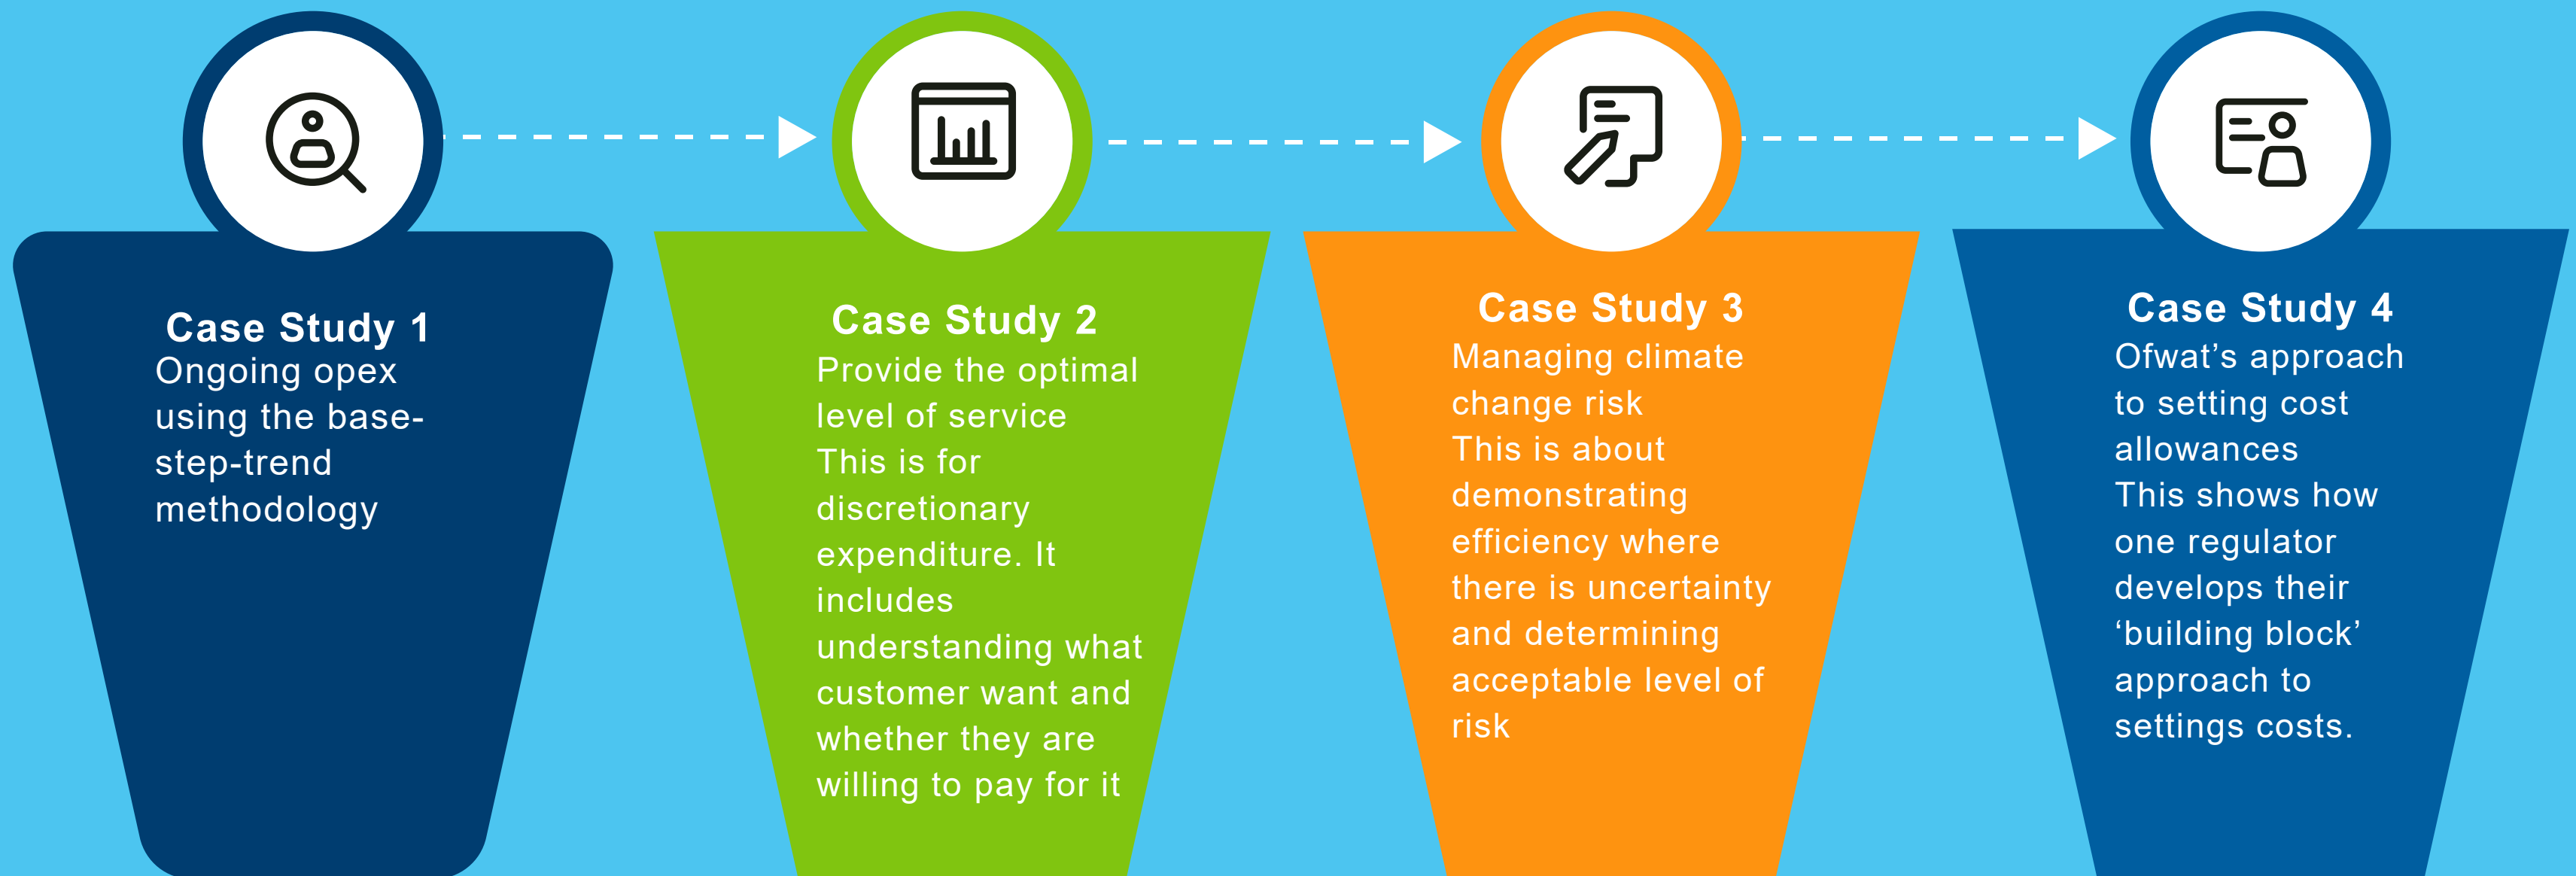 Case Study 1
Ongoing opex
using the base-
step-trend
methodology
Case Study 2
Provide the optimal
level of service
This is for
discretionary
expenditure. It
includes
understanding what
customer want and
whether they are
willing to pay for it
Case Study 3
Managing climate
change risk
This is about
demonstrating
efficiency where
there is uncertainty
and determining
acceptable level of
risk
Case Study 4
Ofwat’s approach
to setting cost
allowances
This shows how
one regulator
develops their
‘building block’
approach to
settings costs.